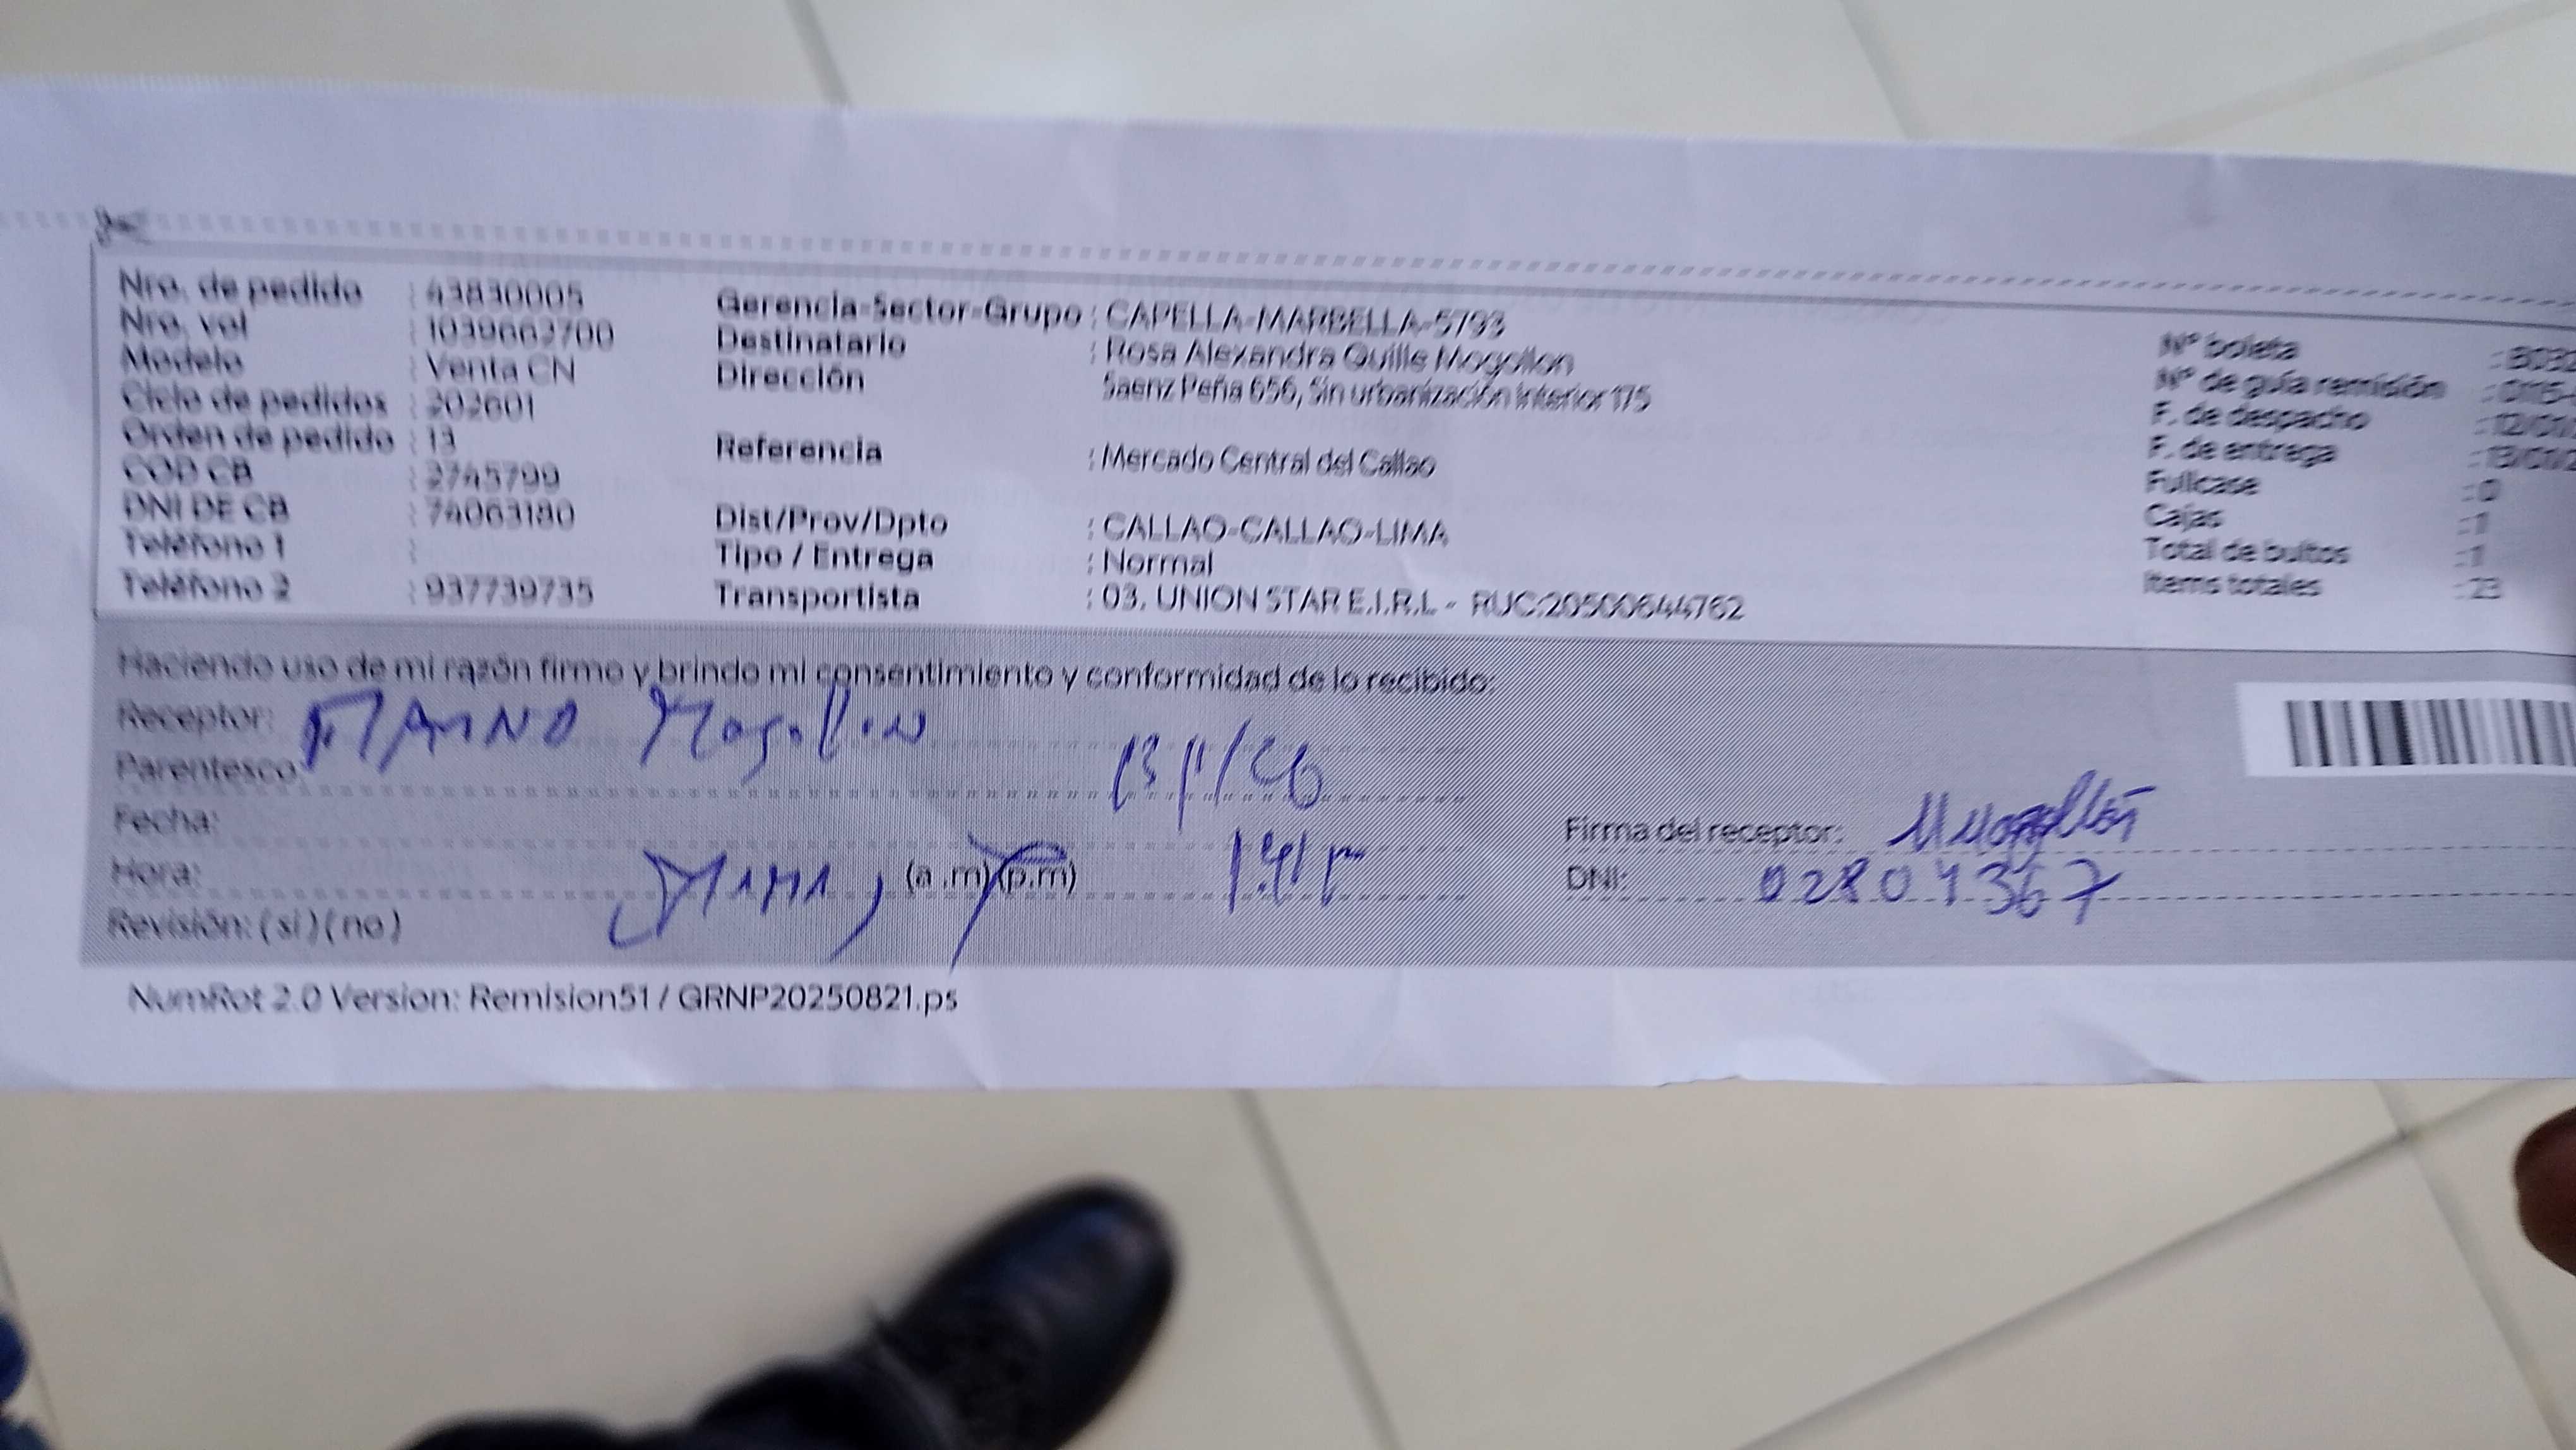 Nro. de pedido : 43830005
Nro. vol : 1039662700
Modelo : Venta CN
Ciclo de pedidos : 202601
Orden de pedido : 13
COD CB : 2745799
DNI DE CB : 74063180
Teléfono 1 :
Teléfono 2 : 937739735
Gerencia-Sector-Grupo : CAPELLA-MARBELLA-5793
Destinatario : Rosa Alexandra Quille Mogollon
Dirección Saenz Peña 656, Sin urbanización interior 175
Referencia : Mercado Central del Callao
Dist/Prov/Dpto : CALLAO-CALLAO-LIMA
Tipo / Entrega : Normal
Transportista : 03. UNION STAR E.I.R.L - RUC:20500644762
Nº boleta
Nº de guía remisión
F. de despacho : 12/01/
F. de entrega : 13/01/2
Fullcase : 0
Cajas : 1
Total de bultos : 1
Items totales : 23
Haciendo uso de mi razón firmo y brindo mi consentimiento y conformidad de lo recibido:
Receptor: Mogollon
Parentesco:
Fecha:
Hora: (a .m) (p.m)
Revisión: ( si ) ( no )
Firma del receptor:
DNI: 02804367
NumRot 2.0 Version: Remision51 / GRNP20250821.ps